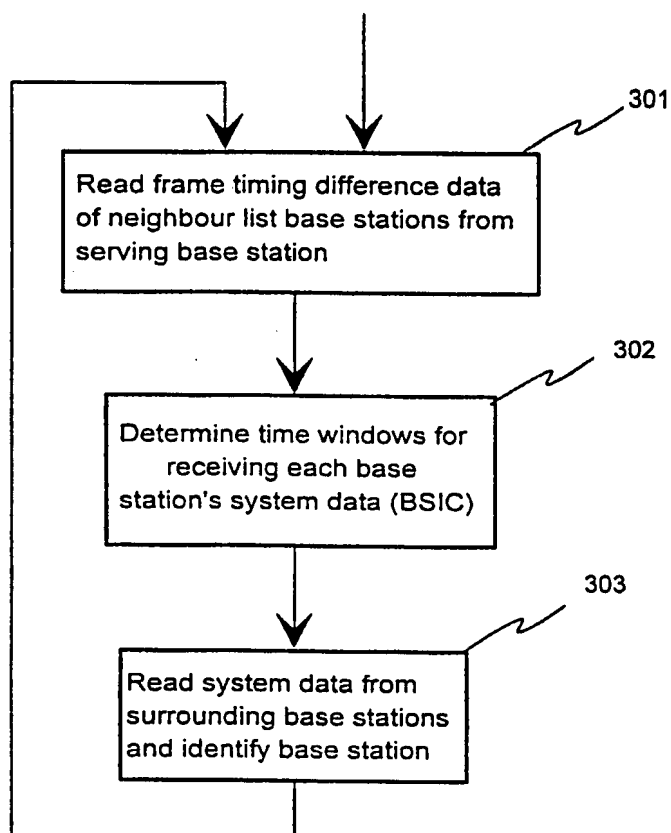 301
Read frame timing difference data
of neighbour list base stations from
serving base station
302
Determine time windows for
receiving each base
station's system data (BSIC)
303
Read system data from
surrounding base stations
and identify base station